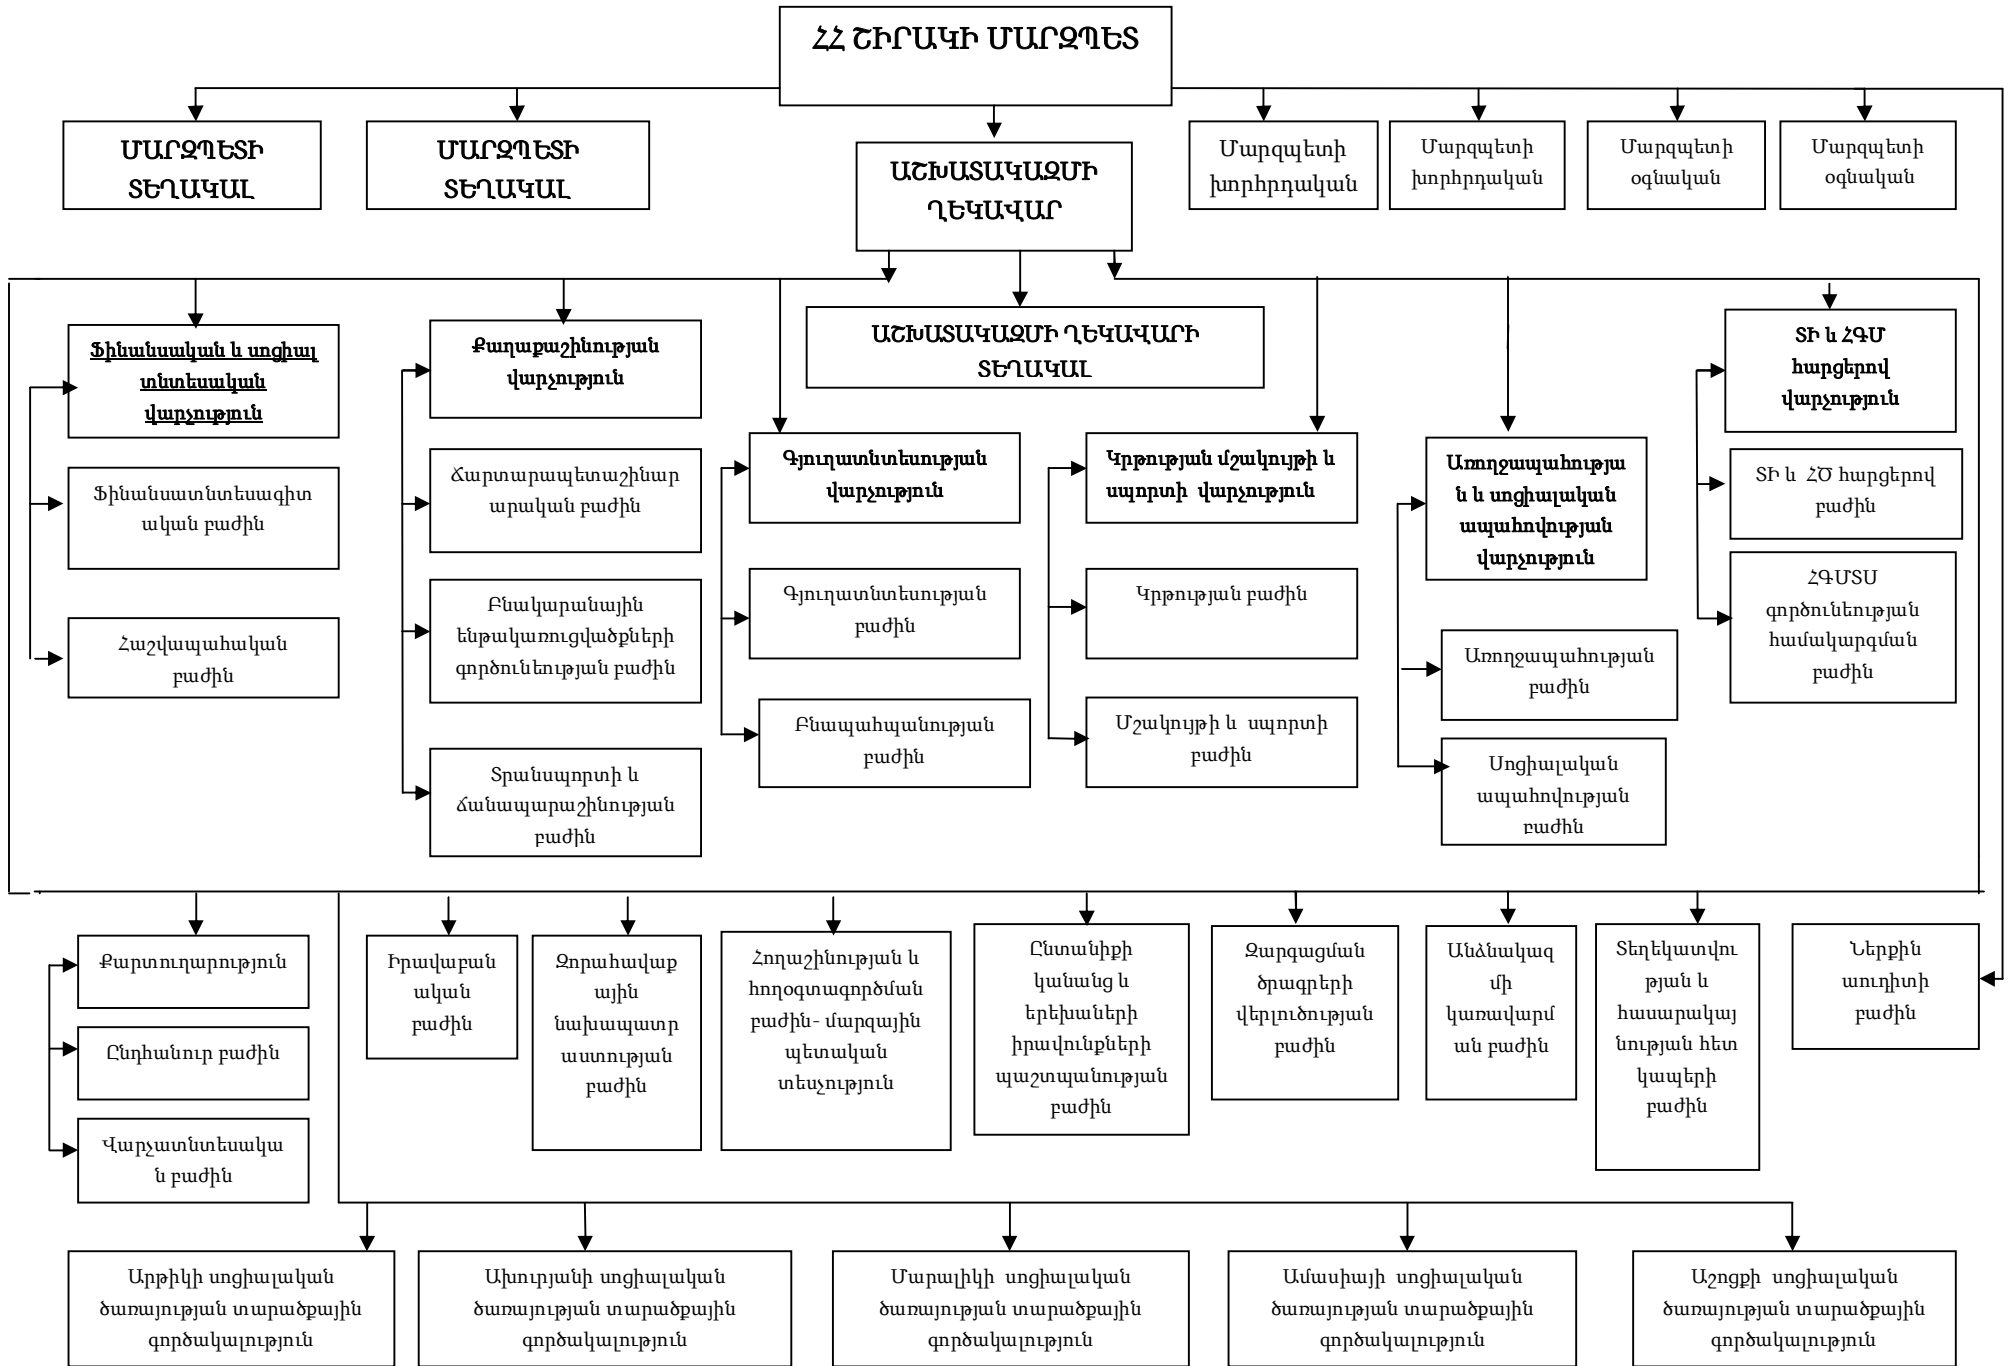 ՀՀ ՇԻՐԱԿԻ ՄԱՐԶՊԵՏ
ՄԱՐԶՊԵՏԻ
ՏԵՂԱԿԱԼ
ՄԱՐԶՊԵՏԻ
ՏԵՂԱԿԱԼ
ԱՇԽԱՏԱԿԱԶՄԻ
ՂԵԿԱՎԱՐ
Մարզպետի
խորհրդական
Մարզպետի
խորհրդական
Մարզպետի
օգնական
Մարզպետի
օգնական
ԱՇԽԱՏԱԿԱԶՄԻ ՂԵԿԱՎԱՐԻ
ՏԵՂԱԿԱԼ
Ֆինանսական և սոցիալ
տնտեսական
վարչություն
Ֆինանսատնտեսագիտ
ական բաժին
Հաշվապահական
բաժին
Քաղաքաշինության
վարչություն
Ճարտարապետաշինար
արական բաժին
Բնակարանային
ենթակառուցվածքների
գործունեության բաժին
Տրանսպորտի և
ճանապարաշինության
բաժին
Գյուղատնտեսության
վարչություն
Գյուղատնտեսության
բաժին
Բնապահպանության
բաժին
Կրթության մշակույթի և
սպորտի վարչություն
Կրթության բաժին
Մշակույթի և սպորտի
բաժին
Առողջապահությա
ն և սոցիալական
ապահովության
վարչություն
Առողջապահության
բաժին
Սոցիալական
ապահովության
բաժին
ՏԻ և ՀԳՄ
հարցերով
վարչություն
ՏԻ և ՀԾ հարցերով
բաժին
ՀԳՄՏՍ
գործունեության
համակարգման
բաժին
Քարտուղարություն
Ընդհանուր բաժին
Վարչատնտեսակա
ն բաժին
Իրավաբան
ական
բաժին
Զորահավաք
ային
նախապատր
աստության
բաժին
Հողաշինության և
հողօգտագործման
բաժին- մարզային
պետական
տեսչություն
Ընտանիքի
կանանց և
երեխաների
իրավունքների
պաշտպանության
բաժին
Զարգացման
ծրագրերի
վերլուծության
բաժին
Անձնակազ
մի
կառավարմ
ան բաժին
Տեղեկատվու
թյան և
հասարակայ
նության հետ
կապերի
բաժին
Ներքին
աուդիտի
բաժին
Արթիկի սոցիալական
ծառայության տարածքային
գործակալություն
Ախուրյանի սոցիալական
ծառայության տարածքային
գործակալություն
Մարալիկի սոցիալական
ծառայության տարածքային
գործակալություն
Ամասիայի սոցիալական
ծառայության տարածքային
գործակալություն
Աշոցքի սոցիալական
ծառայության տարածքային
գործակալություն